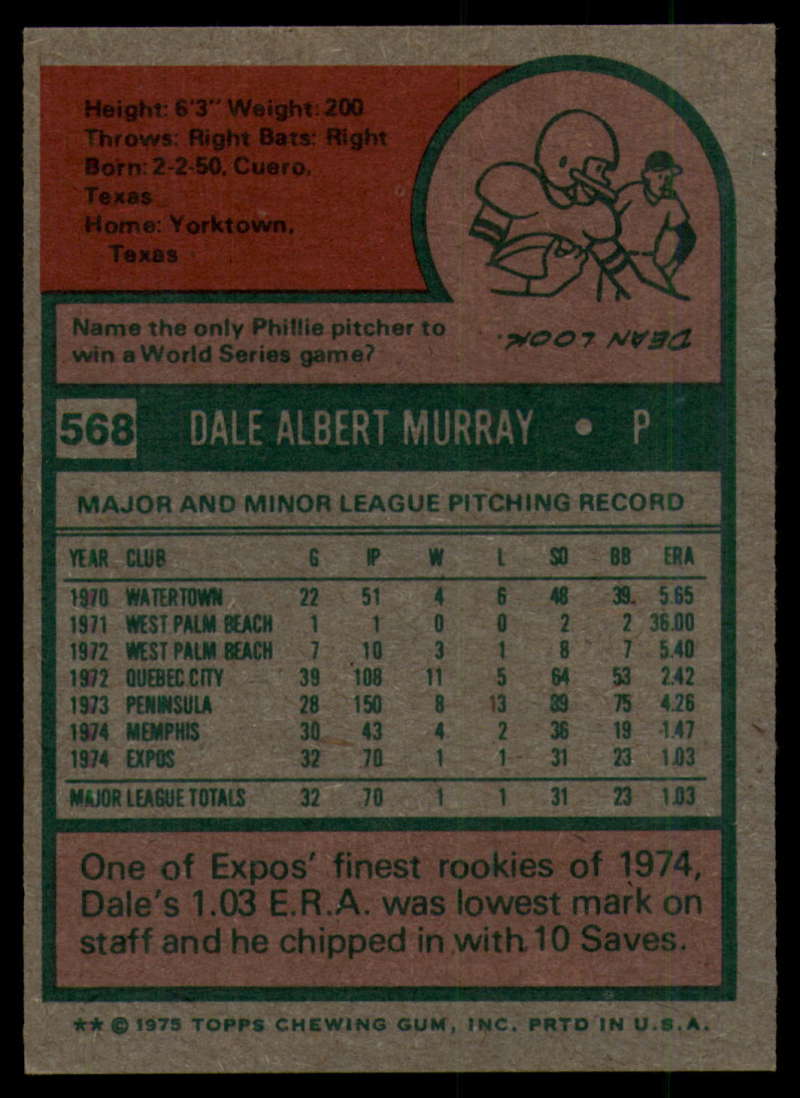 Height: 6'3" Weight: 200
Throws: Right Bats: Right
Born: 2-2-50, Cuero,
Texas
Home: Yorktown,
Texas
Name the only Phillie pitcher to
win a World Series game?
DEAN LOOK.
568 DALE ALBERT MURRAY • P
MAJOR AND MINOR LEAGUE PITCHING RECORD
YEAR CLUB G IP W L SO BB ERA
1970 WATERTOWN 22 51 4 6 48 39 5.65
1971 WEST PALM BEACH 1 1 0 0 2 2 36.00
1972 WEST PALM BEACH 7 10 3 1 8 7 5.40
1972 QUEBEC CITY 39 108 11 5 64 53 2.42
1973 PENINSULA 28 150 8 13 89 75 4.26
1974 MEMPHIS 30 43 4 2 36 19 1.47
1974 EXPOS 32 70 1 1 31 23 1.03
MAJOR LEAGUE TOTALS 32 70 1 1 31 23 1.03
One of Expos' finest rookies of 1974,
Dale's 1.03 E.R.A. was lowest mark on
staff and he chipped in with 10 Saves.
** © 1975 TOPPS CHEWING GUM, INC. PRTD IN U.S.A.